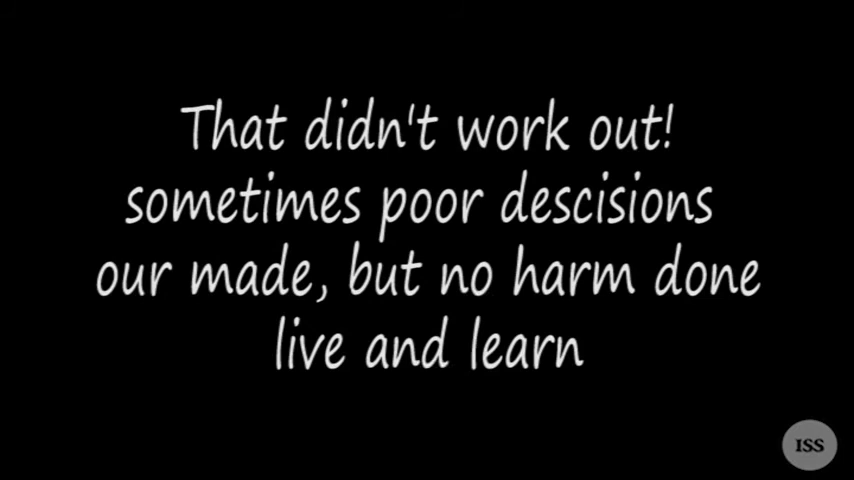 That didn't work out!
sometimes poor descisions
our made, but no harm done
live and learn
ISS